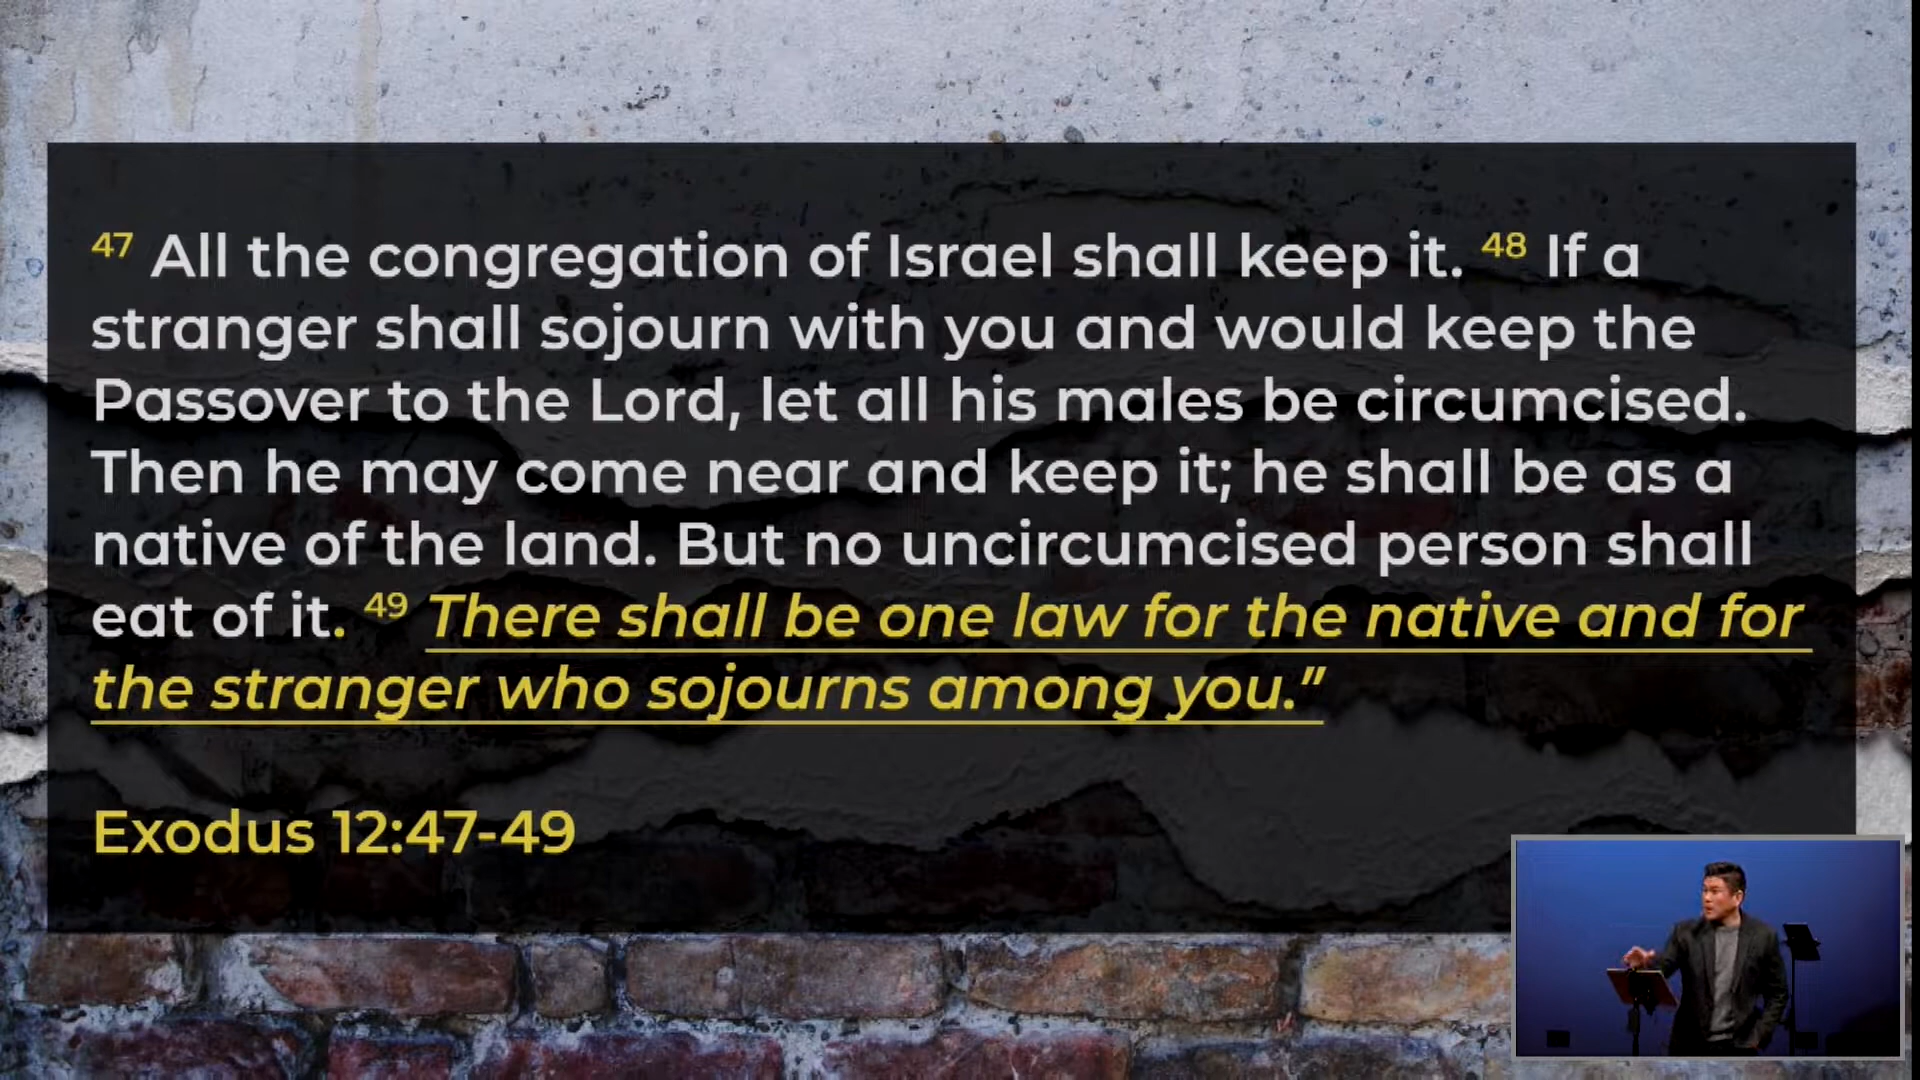 47 All the congregation of Israel shall keep it. 48 If a
stranger shall sojourn with you and would keep the
Passover to the Lord, let all his males be circumcised.
Then he may come near and keep it; he shall be as a
native of the land. But no uncircumcised person shall
eat of it. 49 There shall be one law for the native and for
the stranger who sojourns among you.”
Exodus 12:47-49